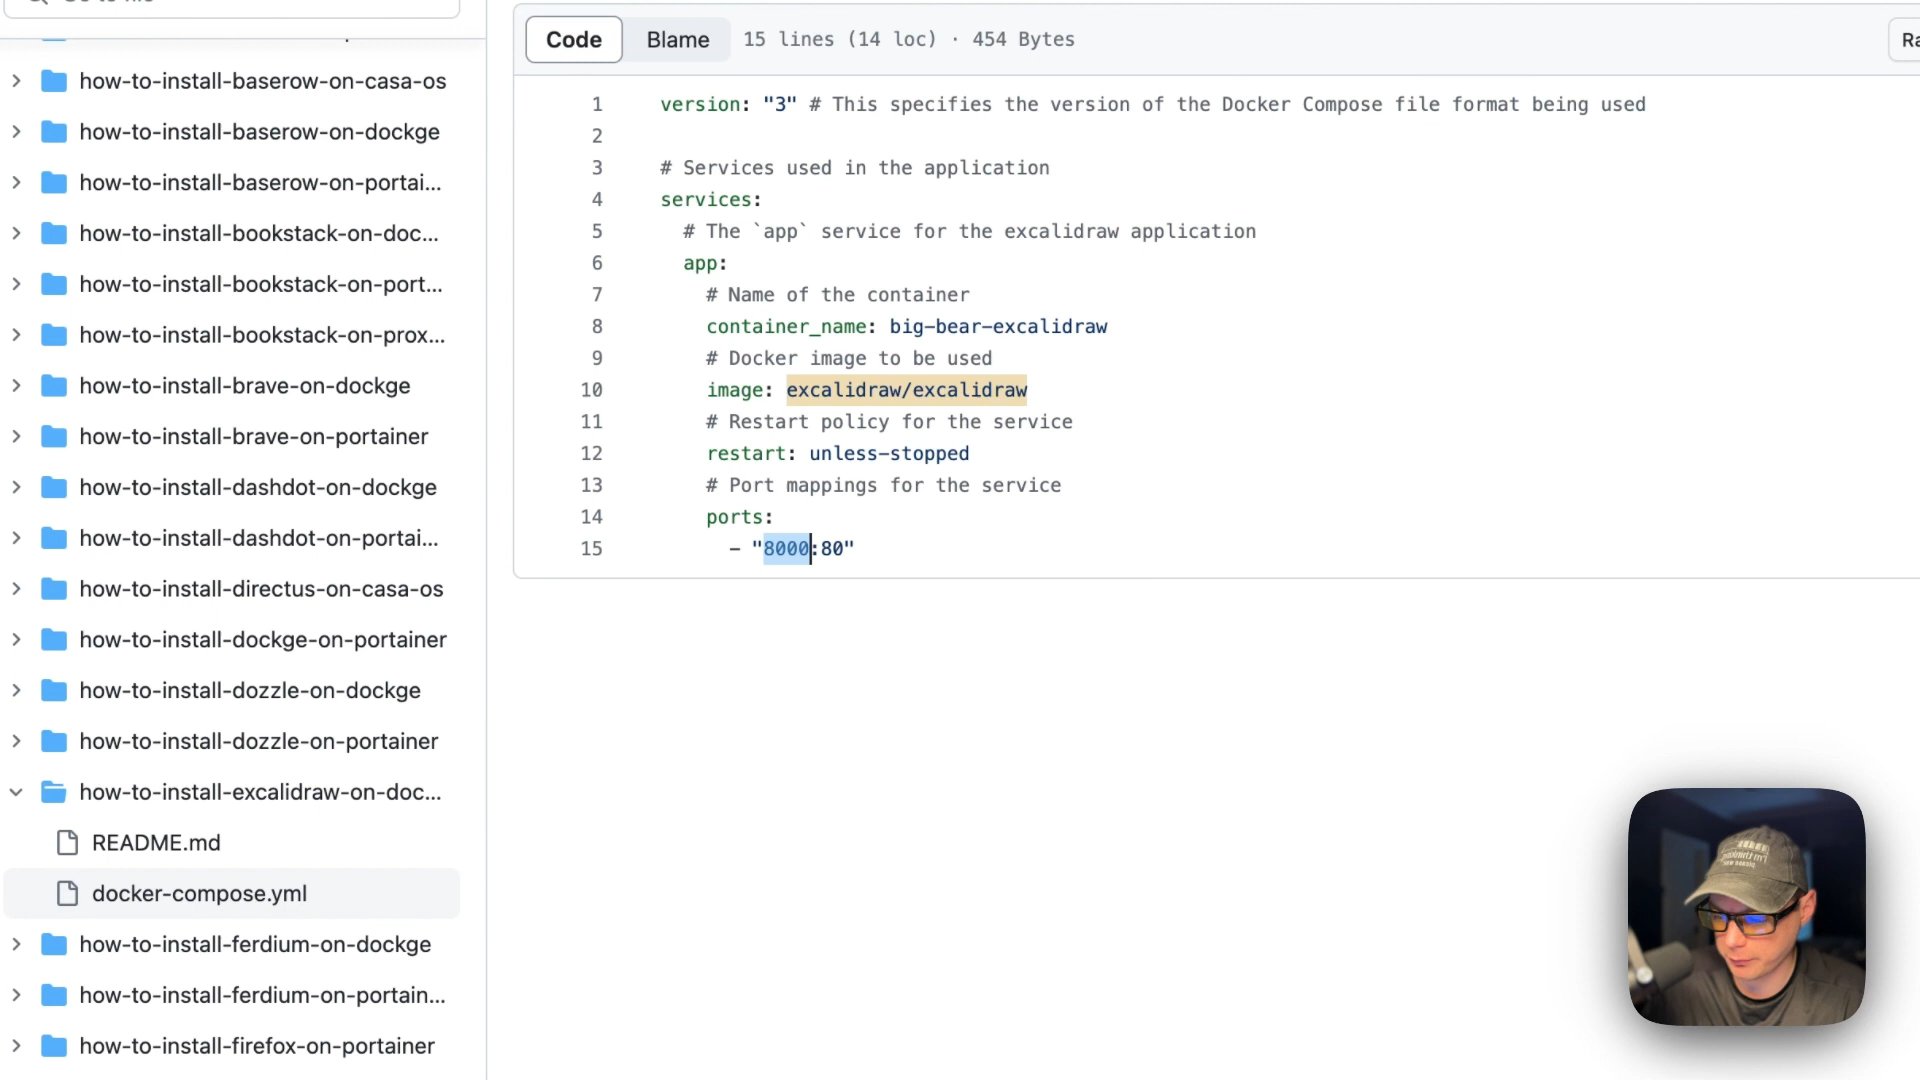 how-to-install-baserow-on-casa-os
how-to-install-baserow-on-dockge
how-to-install-baserow-on-portai...
how-to-install-bookstack-on-doc...
how-to-install-bookstack-on-port...
how-to-install-bookstack-on-prox...
how-to-install-brave-on-dockge
how-to-install-brave-on-portainer
how-to-install-dashdot-on-dockge
how-to-install-dashdot-on-portai...
how-to-install-directus-on-casa-os
how-to-install-dockge-on-portainer
how-to-install-dozzle-on-dockge
how-to-install-dozzle-on-portainer
how-to-install-excalidraw-on-doc...
README.md
docker-compose.yml
how-to-install-ferdium-on-dockge
how-to-install-ferdium-on-portain...
how-to-install-firefox-on-portainer
Code Blame 15 lines (14 loc) · 454 Bytes
1 version: "3" # This specifies the version of the Docker Compose file format being used
2
3 # Services used in the application
4 services:
5 # The `app` service for the excalidraw application
6 app:
7 # Name of the container
8 container_name: big-bear-excalidraw
9 # Docker image to be used
10 image: excalidraw/excalidraw
11 # Restart policy for the service
12 restart: unless-stopped
13 # Port mappings for the service
14 ports:
15 - "8000:80"